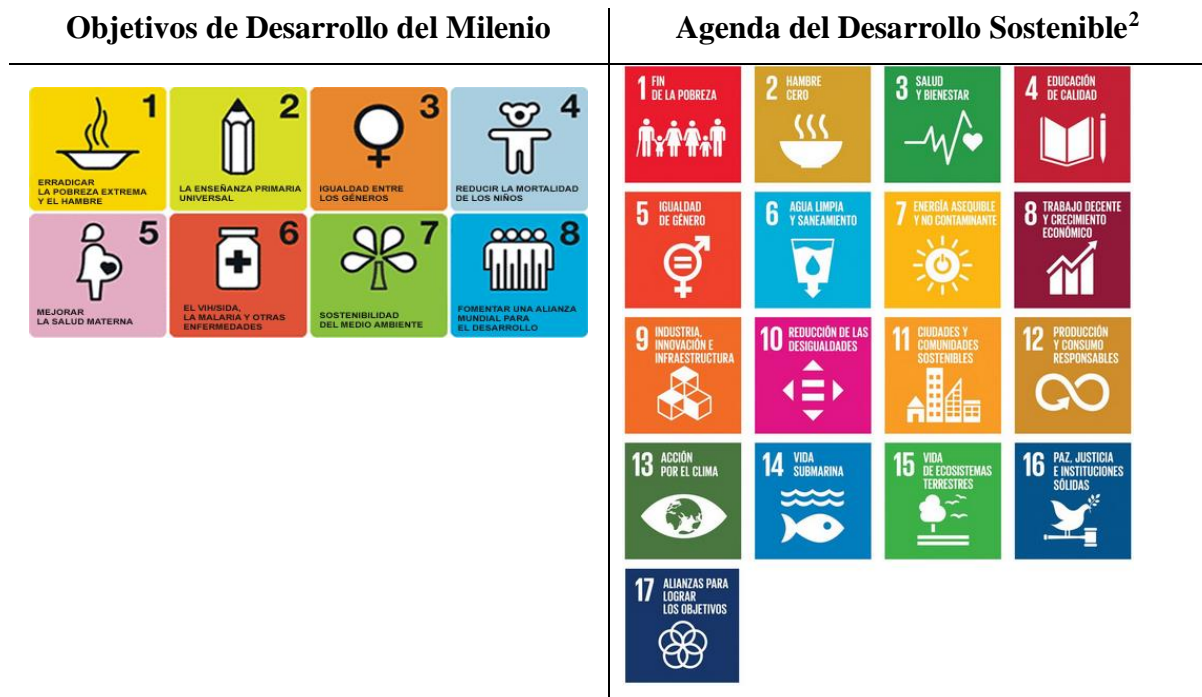 Objetivos de Desarrollo del Milenio
1
ERRADICAR
LA POBREZA EXTREMA
Y EL HAMBRE
2
LA ENSEÑANZA PRIMARIA
UNIVERSAL
3
IGUALDAD ENTRE
LOS GÉNEROS
4
REDUCIR LA MORTALIDAD
DE LOS NIÑOS
5
MEJORAR
LA SALUD MATERNA
6
EL VIH/SIDA,
LA MALARIA Y OTRAS
ENFERMEDADES
7
SOSTENIBILIDAD
DEL MEDIO AMBIENTE
8
FOMENTAR UNA ALIANZA
MUNDIAL PARA
EL DESARROLLO
Agenda del Desarrollo Sostenible²
1 FIN
DE LA POBREZA
2 HAMBRE
CERO
3 SALUD
Y BIENESTAR
4 EDUCACIÓN
DE CALIDAD
5 IGUALDAD
DE GÉNERO
6 AGUA LIMPIA
Y SANEAMIENTO
7 ENERGÍA ASEQUIBLE
Y NO CONTAMINANTE
8 TRABAJO DECENTE
Y CRECIMIENTO
ECONÓMICO
9 INDUSTRIA,
INNOVACIÓN E
INFRAESTRUCTURA
10 REDUCCIÓN DE LAS
DESIGUALDADES
11 CIUDADES Y
COMUNIDADES
SOSTENIBLES
12 PRODUCCIÓN
Y CONSUMO
RESPONSABLES
13 ACCIÓN
POR EL CLIMA
14 VIDA
SUBMARINA
15 VIDA
DE ECOSISTEMAS
TERRESTRES
16 PAZ, JUSTICIA
E INSTITUCIONES
SÓLIDAS
17 ALIANZAS PARA
LOGRAR
LOS OBJETIVOS